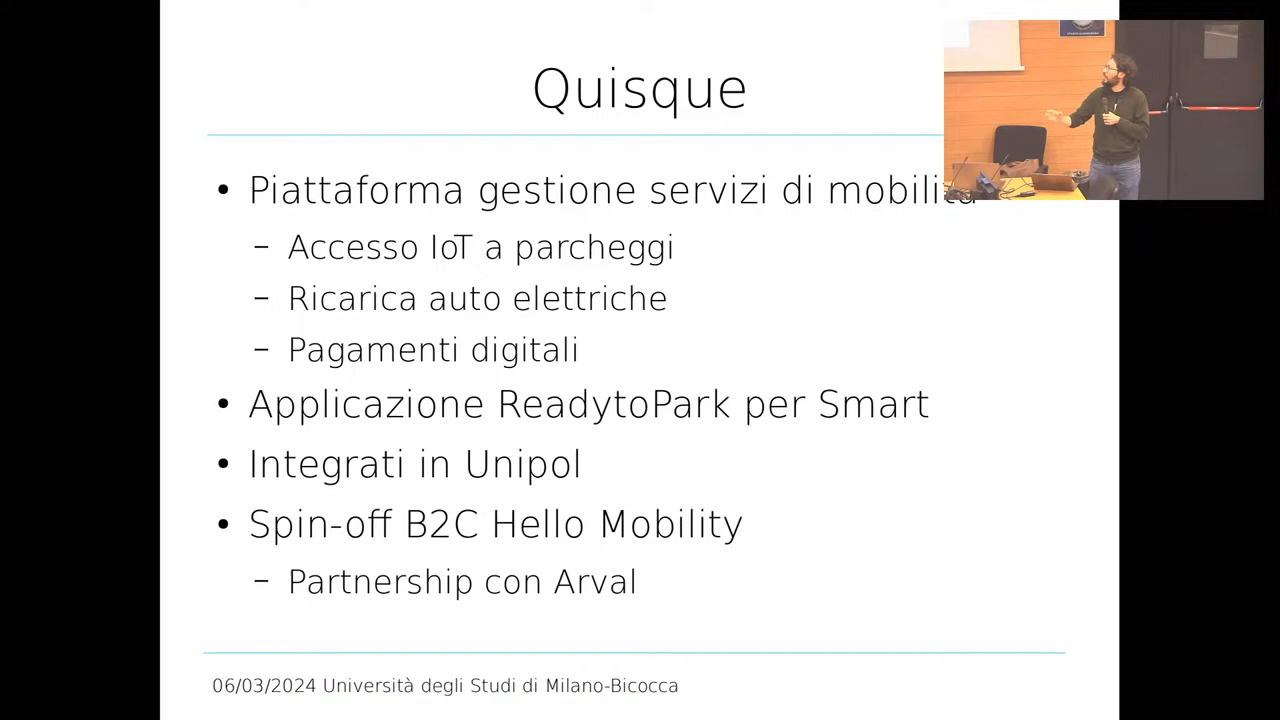 Quisque
• Piattaforma gestione servizi di
– Accesso IoT a parcheggi
– Ricarica auto elettriche
– Pagamenti digitali
• Applicazione ReadytoPark per Smart
• Integrati in Unipol
• Spin-off B2C Hello Mobility
– Partnership con Arval
06/03/2024 Università degli Studi di Milano-Bicocca